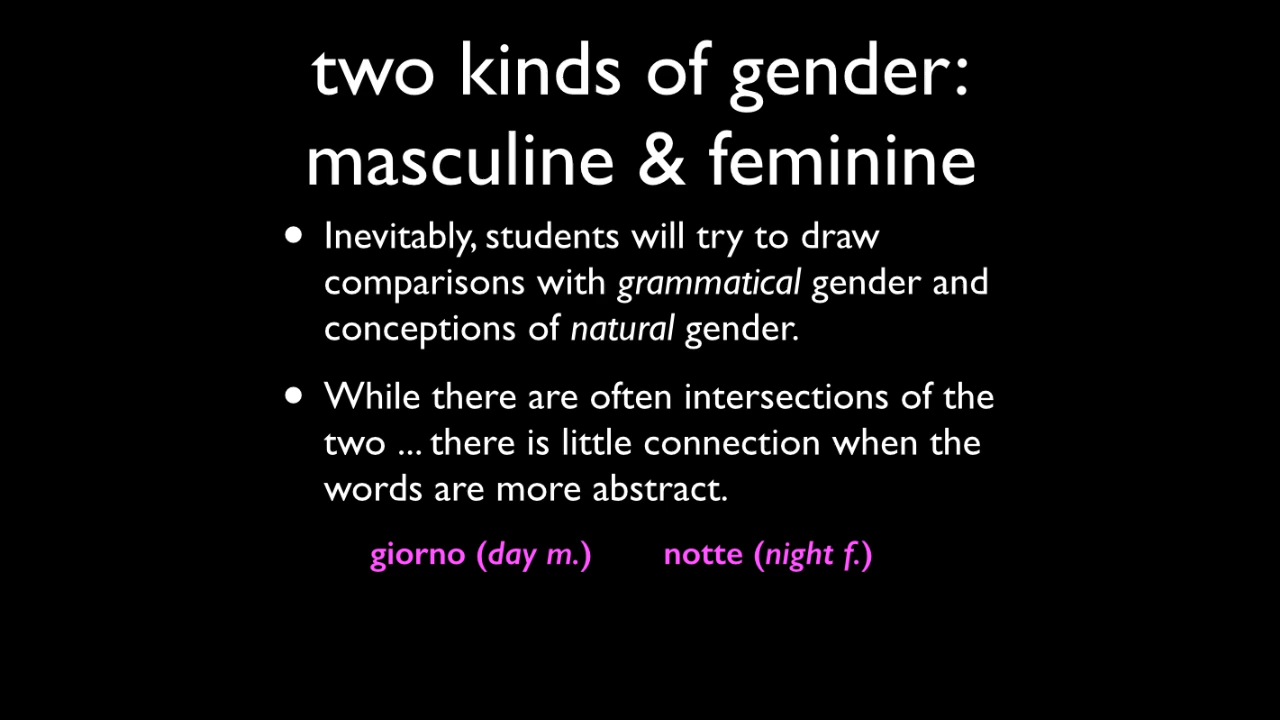 two kinds of gender:
masculine & feminine
• Inevitably, students will try to draw
comparisons with grammatical gender and
conceptions of natural gender.
• While there are often intersections of the
two ... there is little connection when the
words are more abstract.
giorno (day m.) notte (night f.)